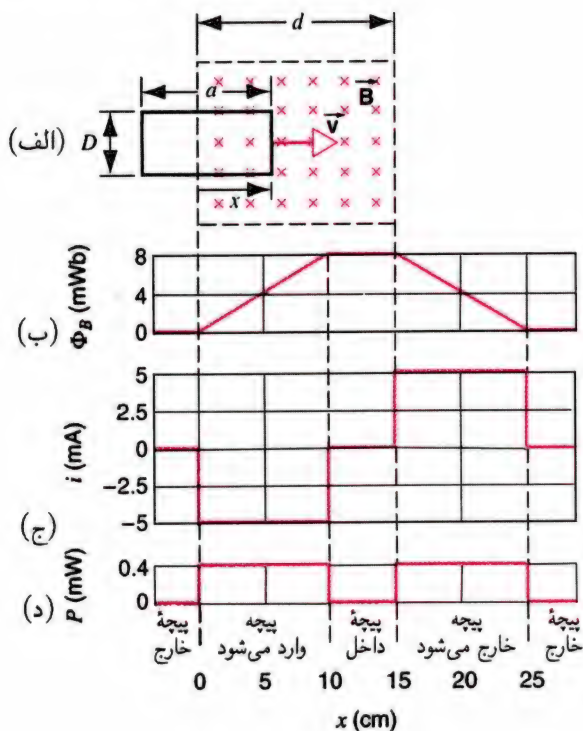 d
a
B
v
(الف) D
x
8
4
0
Φ_B (mWb)
(ب)
5
2.5
0
−2.5
−5
i (mA)
(ج)
0.4
0
P (mW)
(د)
پیچهٔ خارج
پیچه وارد می‌شود
پیچهٔ داخل
پیچه خارج می‌شود
پیچهٔ خارج
0 5 10 15 20 25
x (cm)